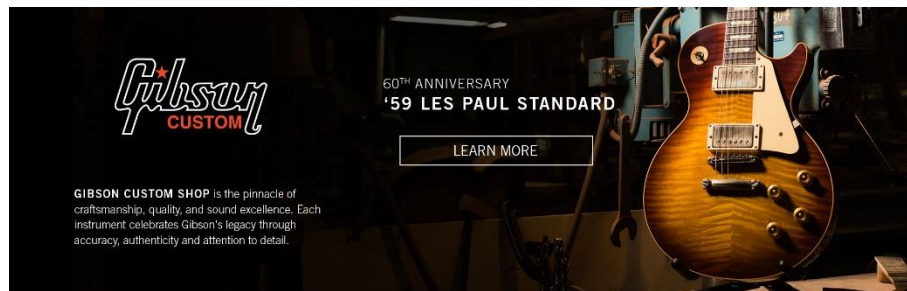 Gibson
CUSTOM
GIBSON CUSTOM SHOP is the pinnacle of
craftsmanship, quality, and sound excellence. Each
instrument celebrates Gibson's legacy through
accuracy, authenticity and attention to detail.
60TH ANNIVERSARY
‘59 LES PAUL STANDARD
LEARN MORE